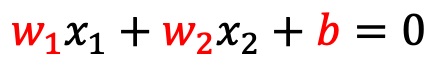 w₁x₁ + w₂x₂ + b = 0